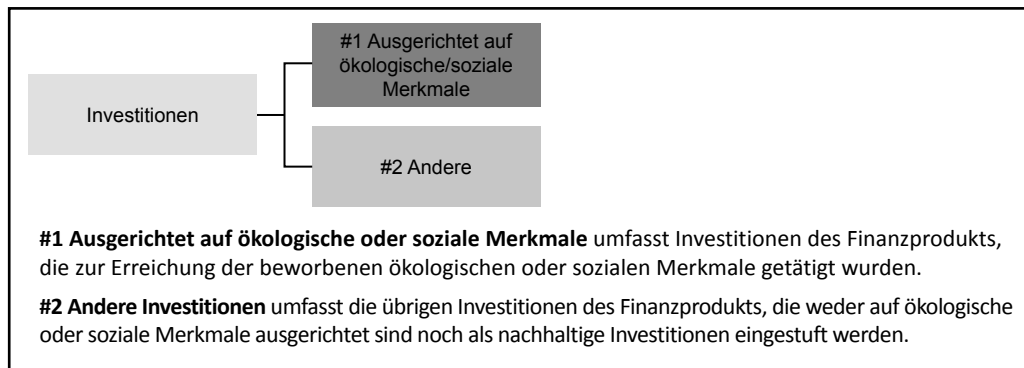 #1 Ausgerichtet auf
ökologische/soziale
Merkmale
Investitionen
#2 Andere
#1 Ausgerichtet auf ökologische oder soziale Merkmale umfasst Investitionen des Finanzprodukts,
die zur Erreichung der beworbenen ökologischen oder sozialen Merkmale getätigt wurden.
#2 Andere Investitionen umfasst die übrigen Investitionen des Finanzprodukts, die weder auf ökologische
oder soziale Merkmale ausgerichtet sind noch als nachhaltige Investitionen eingestuft werden.